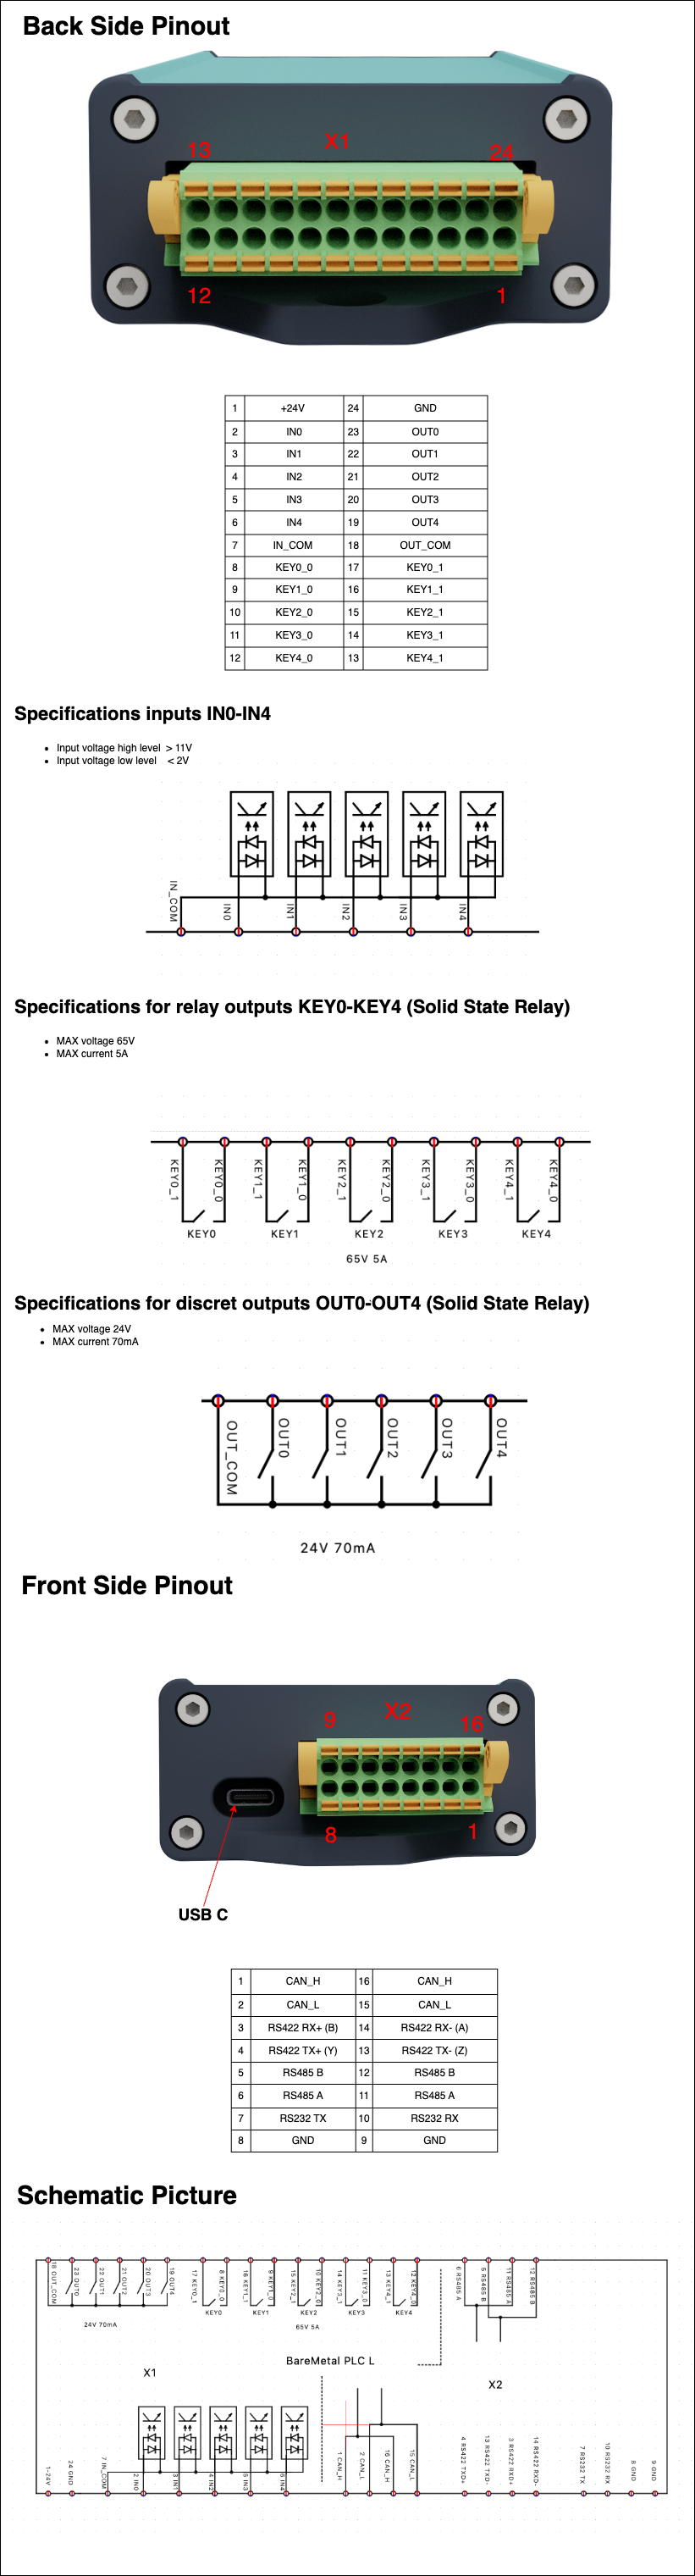 Back Side Pinout
13 X1 24
12 1
1 +24V 24 GND
2 IN0 23 OUT0
3 IN1 22 OUT1
4 IN2 21 OUT2
5 IN3 20 OUT3
6 IN4 19 OUT4
7 IN_COM 18 OUT_COM
8 KEY0_0 17 KEY0_1
9 KEY1_0 16 KEY1_1
10 KEY2_0 15 KEY2_1
11 KEY3_0 14 KEY3_1
12 KEY4_0 13 KEY4_1
Specifications inputs IN0-IN4
Input voltage high level > 11V
Input voltage low level < 2V
IN_COM IN0 IN1 IN2 IN3 IN4
Specifications for relay outputs KEY0-KEY4 (Solid State Relay)
MAX voltage 65V
MAX current 5A
KEY0_1 KEY0_0 KEY1_1 KEY1_0 KEY2_1 KEY2_0 KEY3_1 KEY3_0 KEY4_1 KEY4_0
KEY0 KEY1 KEY2 KEY3 KEY4
65V 5A
Specifications for discret outputs OUT0-OUT4 (Solid State Relay)
MAX voltage 24V
MAX current 70mA
OUT_COM OUT0 OUT1 OUT2 OUT3 OUT4
24V 70mA
Front Side Pinout
9 X2 16
8 1
USB C
1 CAN_H 16 CAN_H
2 CAN_L 15 CAN_L
3 RS422 RX+ (B) 14 RS422 RX- (A)
4 RS422 TX+ (Y) 13 RS422 TX- (Z)
5 RS485 B 12 RS485 B
6 RS485 A 11 RS485 A
7 RS232 TX 10 RS232 RX
8 GND 9 GND
Schematic Picture
18 OUT_COM 23 OUT0 22 OUT1 21 OUT2 20 OUT3 19 OUT4 17 KEY0_1 8 KEY0_0 16 KEY1_1 9 KEY1_0 15 KEY2_1 10 KEY2_0 14 KEY3_1 11 KEY3_0 13 KEY4_1 12 KEY4_0 6 RS485 A 5 RS485 B 11 RS485 A 12 RS485 B
KEY0 KEY1 KEY2 KEY3 KEY4
24V 70mA 65V 5A
BareMetal PLC L
X1 X2
1-24V 24 GND 7 IN_COM 2 IN0 3 IN1 4 IN2 5 IN3 6 IN4 1 CAN_H 2 CAN_L 16 CAN_H 15 CAN_L 4 RS422 TXD+ 13 RS422 TXD- 3 RS422 RXD+ 14 RS422 RXD- 7 RS232 TX 10 RS232 RX 8 GND 9 GND